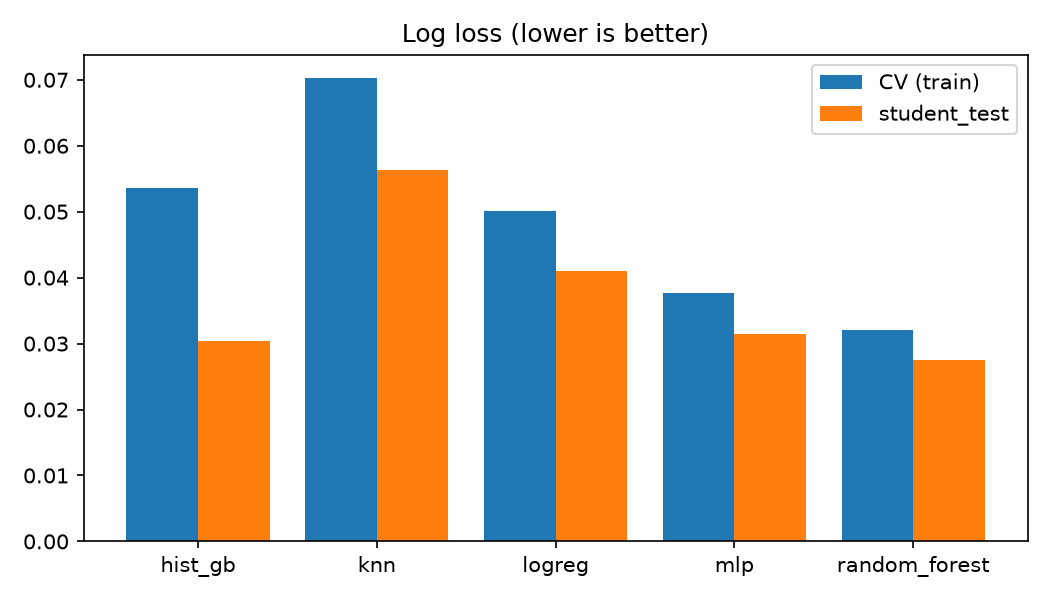 Log loss (lower is better)
CV (train)
student_test
0.07
0.06
0.05
0.04
0.03
0.02
0.01
0.00
hist_gb
knn
logreg
mlp
random_forest